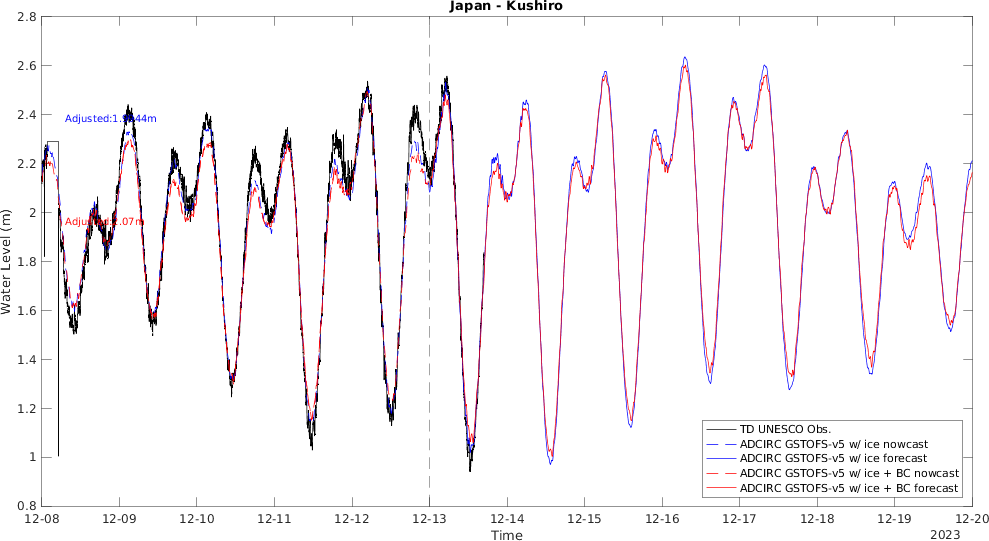 Japan - Kushiro
2.8
2.6
2.4
2.2
2
1.8
1.6
1.4
1.2
1
0.8
Water Level (m)
Adjusted:2.07m
TD UNESCO Obs.
ADCIRC GSTOFS-v5 w/ ice nowcast
ADCIRC GSTOFS-v5 w/ ice forecast
ADCIRC GSTOFS-v5 w/ ice + BC nowcast
ADCIRC GSTOFS-v5 w/ ice + BC forecast
12-08
12-09
12-10
12-11
12-12
12-13
12-14
12-15
12-16
12-17
12-18
12-19
12-20
Time
2023